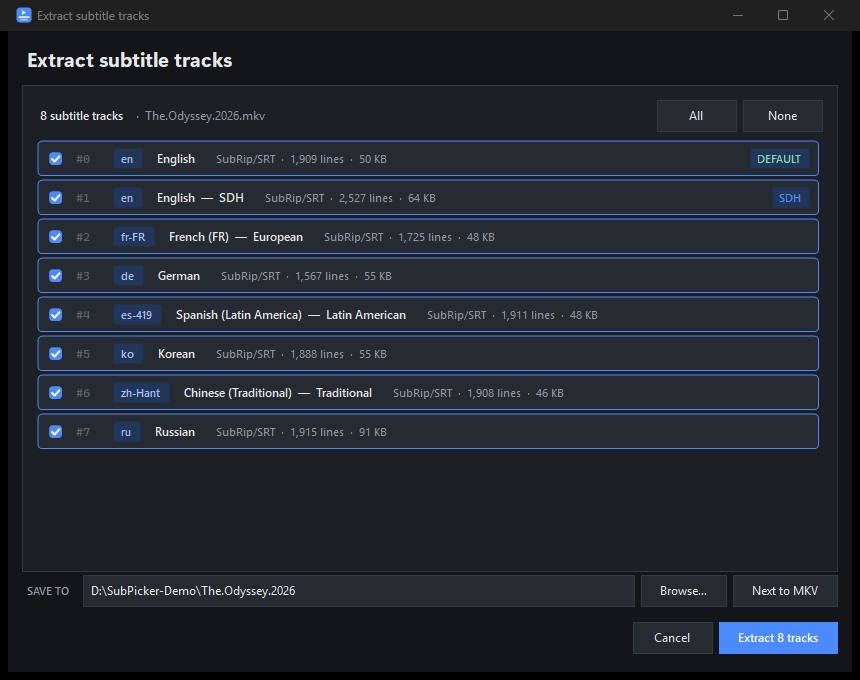 Extract subtitle tracks
Extract subtitle tracks
8 subtitle tracks · The.Odyssey.2026.mkv All None
#0 en English SubRip/SRT · 1,909 lines · 50 KB DEFAULT
#1 en English — SDH SubRip/SRT · 2,527 lines · 64 KB SDH
#2 fr-FR French (FR) — European SubRip/SRT · 1,725 lines · 48 KB
#3 de German SubRip/SRT · 1,567 lines · 55 KB
#4 es-419 Spanish (Latin America) — Latin American SubRip/SRT · 1,911 lines · 48 KB
#5 ko Korean SubRip/SRT · 1,888 lines · 55 KB
#6 zh-Hant Chinese (Traditional) — Traditional SubRip/SRT · 1,908 lines · 46 KB
#7 ru Russian SubRip/SRT · 1,915 lines · 91 KB
SAVE TO D:\SubPicker-Demo\The.Odyssey.2026 Browse... Next to MKV
Cancel Extract 8 tracks